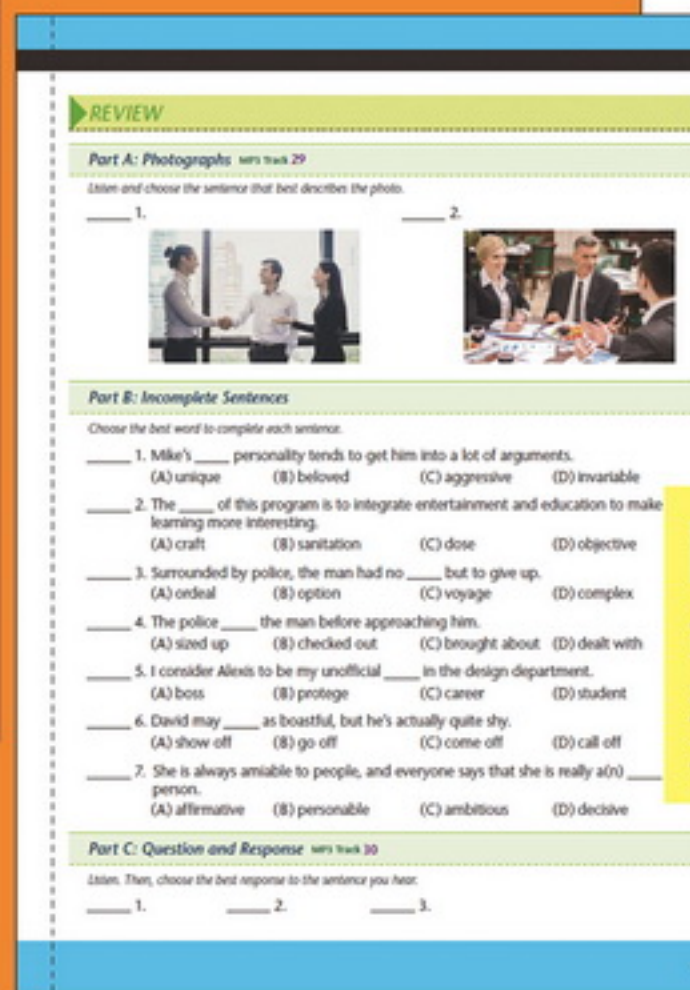 REVIEW
Part A: Photographs MP3 Track 29
Listen and choose the sentence that best describes the photo.
_____ 1.
_____ 2.
Part B: Incomplete Sentences
Choose the best word to complete each sentence.
_____ 1. Mike's ____ personality tends to get him into a lot of arguments.
(A) unique (B) beloved (C) aggressive (D) invariable
_____ 2. The ____ of this program is to integrate entertainment and education to make
learning more interesting.
(A) craft (B) sanitation (C) dose (D) objective
_____ 3. Surrounded by police, the man had no ____ but to give up.
(A) ordeal (B) option (C) voyage (D) complex
_____ 4. The police ____ the man before approaching him.
(A) sized up (B) checked out (C) brought about (D) dealt with
_____ 5. I consider Alexis to be my unofficial ____ in the design department.
(A) boss (B) protege (C) career (D) student
_____ 6. David may ____ as boastful, but he's actually quite shy.
(A) show off (B) go off (C) come off (D) call off
_____ 7. She is always amiable to people, and everyone says that she is really a(n) ____
person.
(A) affirmative (B) personable (C) ambitious (D) decisive
Part C: Question and Response MP3 Track 30
Listen. Then, choose the best response to the sentence you hear.
_____ 1. _____ 2. _____ 3.